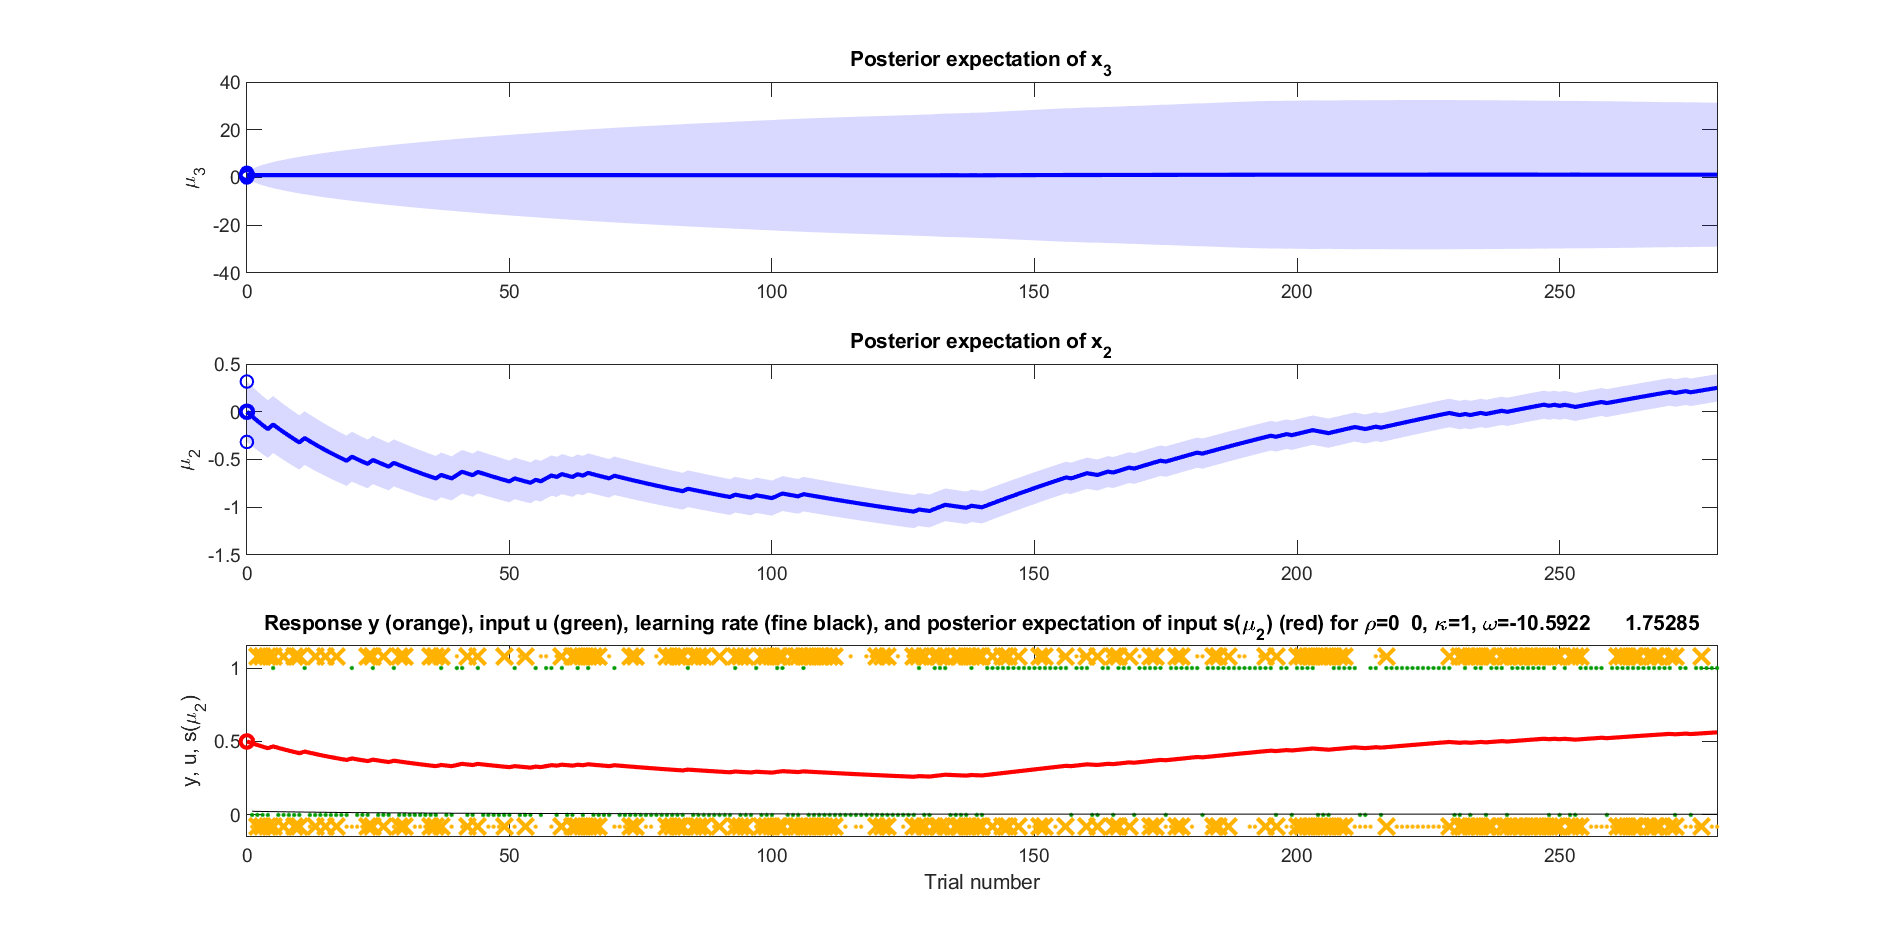 Posterior expectation of x3
40
20
0
-20
-40
μ3
0 50 100 150 200 250
Posterior expectation of x2
0.5
0
-0.5
-1
-1.5
μ2
0 50 100 150 200 250
Response y (orange), input u (green), learning rate (fine black), and posterior expectation of input s(μ2) (red) for ρ=0 0, κ=1, ω=-10.5922 1.75285
1
0.5
0
y, u, s(μ2)
0 50 100 150 200 250
Trial number